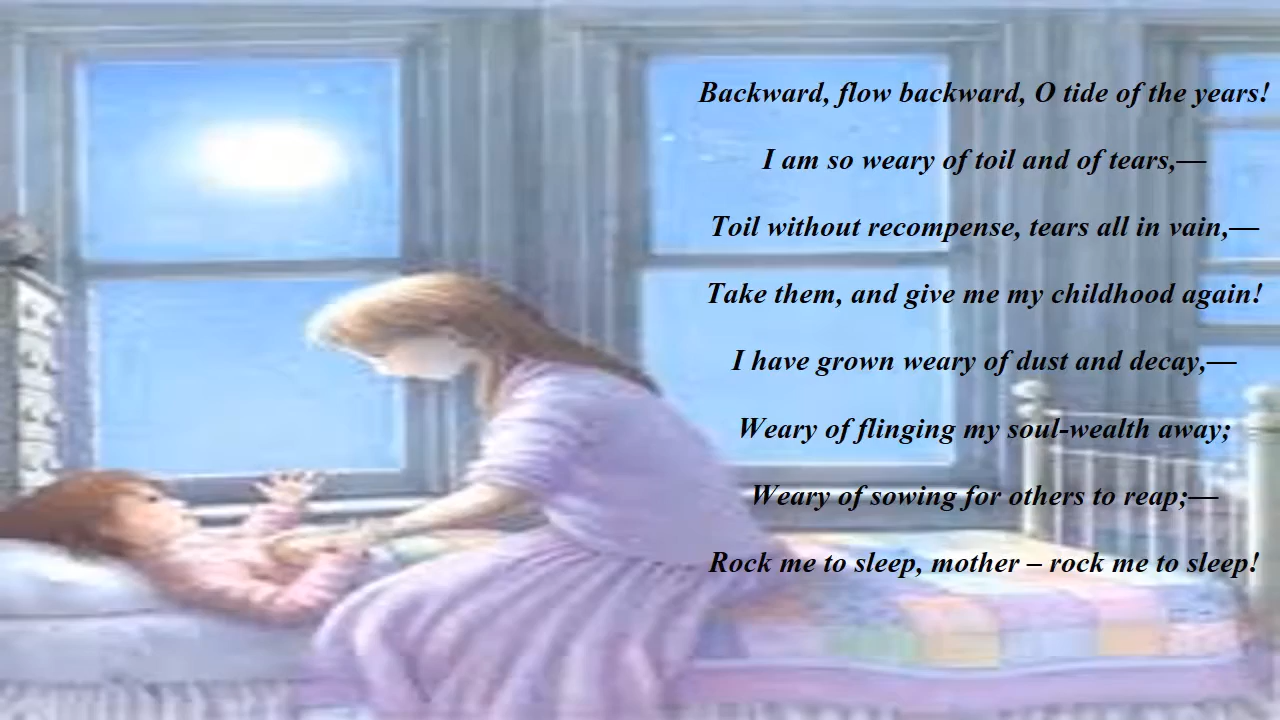 Backward, flow backward, O tide of the years!
I am so weary of toil and of tears,—
Toil without recompense, tears all in vain,—
Take them, and give me my childhood again!
I have grown weary of dust and decay,—
Weary of flinging my soul-wealth away;
Weary of sowing for others to reap;—
Rock me to sleep, mother – rock me to sleep!